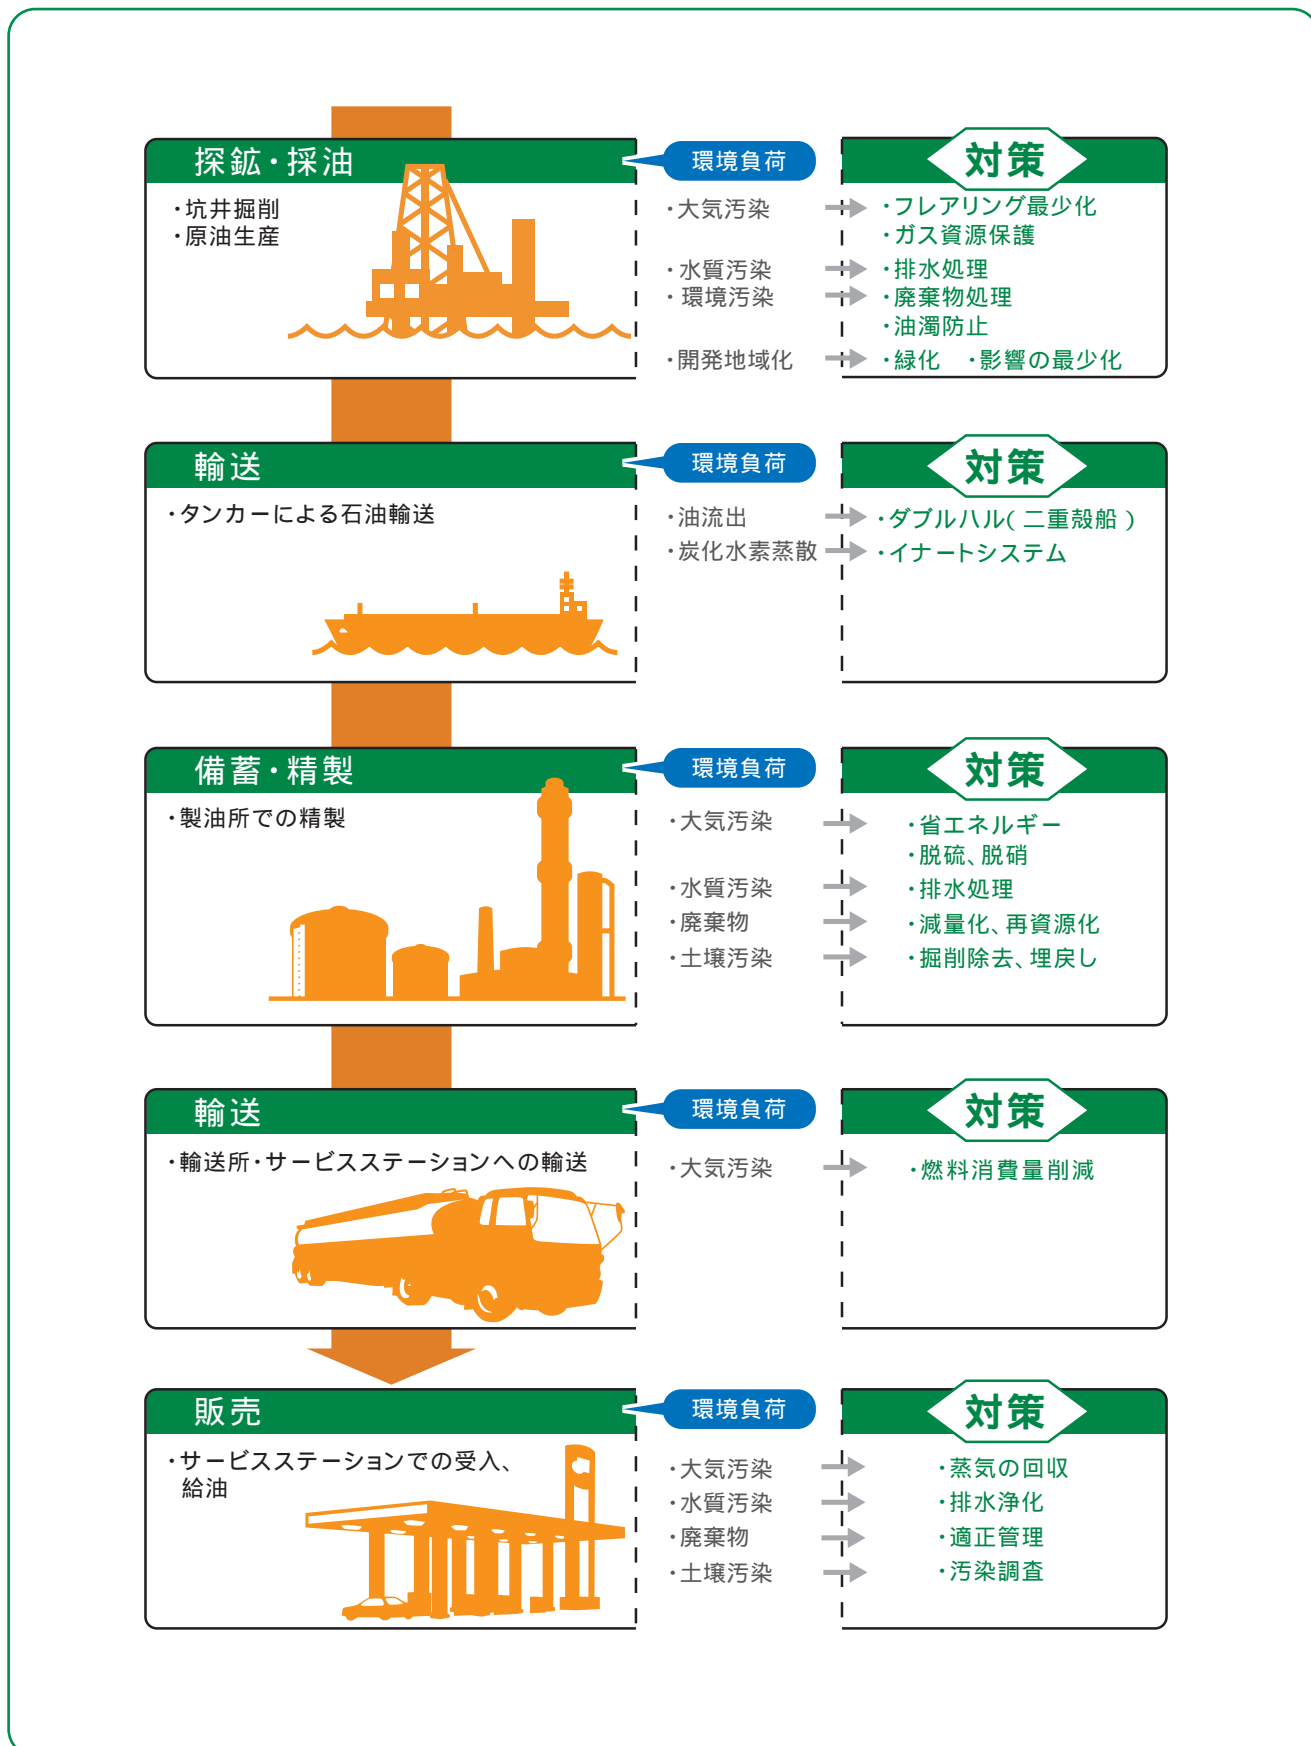 探鉱・採油
・坑井掘削
・原油生産
環境負荷
・大気汚染
・水質汚染
・環境汚染
・開発地域化
対策
・フレアリング最少化
・ガス資源保護
・排水処理
・廃棄物処理
・油濁防止
・緑化　・影響の最少化
輸送
・タンカーによる石油輸送
環境負荷
・油流出
・炭化水素蒸散
対策
・ダブルハル(二重殻船)
・イナートシステム
備蓄・精製
・製油所での精製
環境負荷
・大気汚染
・水質汚染
・廃棄物
・土壌汚染
対策
・省エネルギー
・脱硫、脱硝
・排水処理
・減量化、再資源化
・掘削除去、埋戻し
輸送
・輸送所・サービスステーションへの輸送
環境負荷
・大気汚染
対策
・燃料消費量削減
販売
・サービスステーションでの受入、
給油
環境負荷
・大気汚染
・水質汚染
・廃棄物
・土壌汚染
対策
・蒸気の回収
・排水浄化
・適正管理
・汚染調査